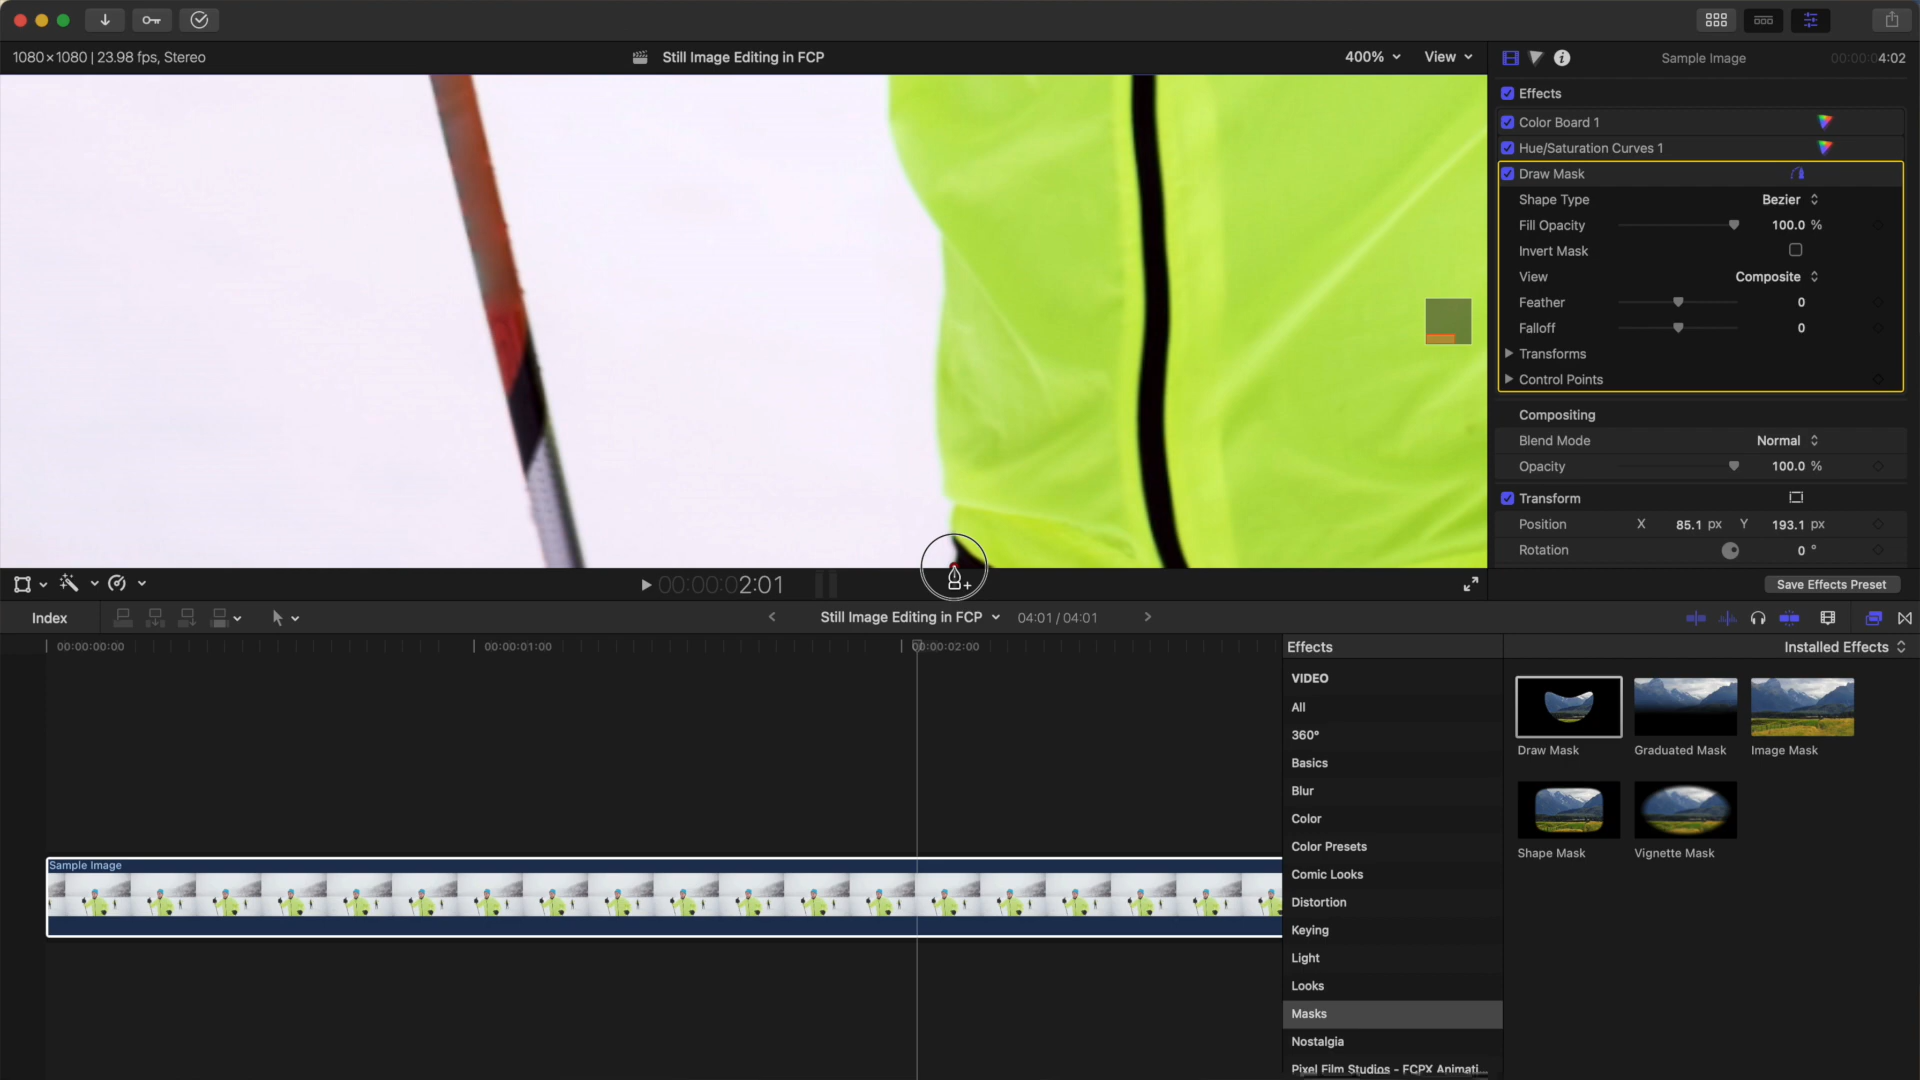 1080×1080 | 23.98 fps, Stereo
Still Image Editing in FCP
400%
View
Sample Image
00:00:04:02
Effects
Color Board 1
Hue/Saturation Curves 1
Draw Mask
Shape Type
Bezier
Fill Opacity
100.0 %
Invert Mask
View
Composite
Feather
0
Falloff
0
Transforms
Control Points
Compositing
Blend Mode
Normal
Opacity
100.0 %
Transform
Position
X 85.1 px Y 193.1 px
Rotation
0 °
00:00:02:01
Save Effects Preset
Index
Still Image Editing in FCP
04:01 / 04:01
00:00:00:00
00:00:01:00
00:00:02:00
Effects
Installed Effects
VIDEO
All
360°
Basics
Blur
Color
Color Presets
Comic Looks
Distortion
Keying
Light
Looks
Masks
Nostalgia
Pixel Film Studios - FCPX Animati...
Draw Mask
Graduated Mask
Image Mask
Shape Mask
Vignette Mask
Sample Image